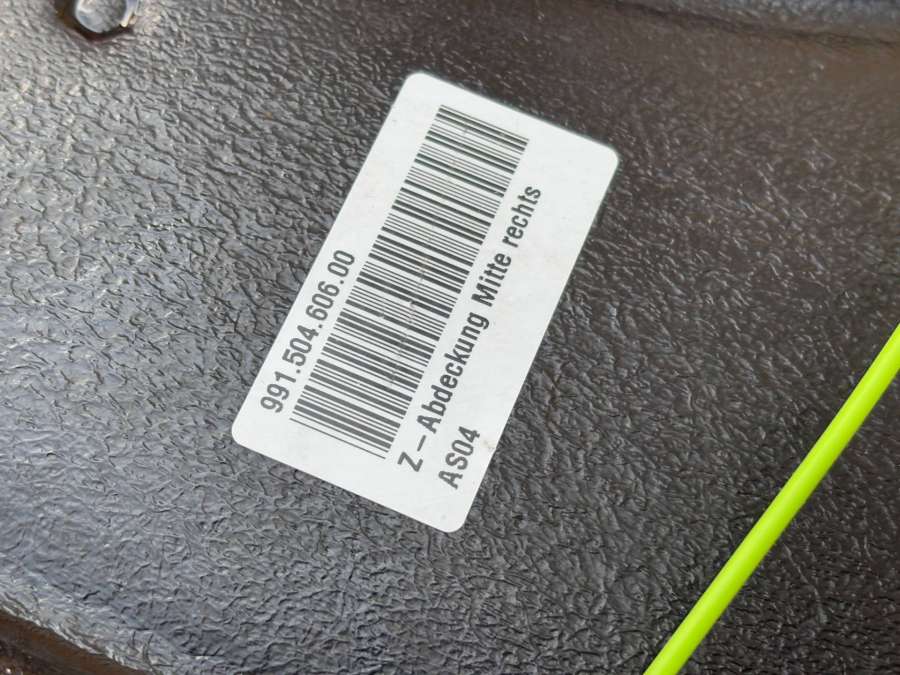 991.504.606.00
Z-Abdeckung Mitte rechts
AS04